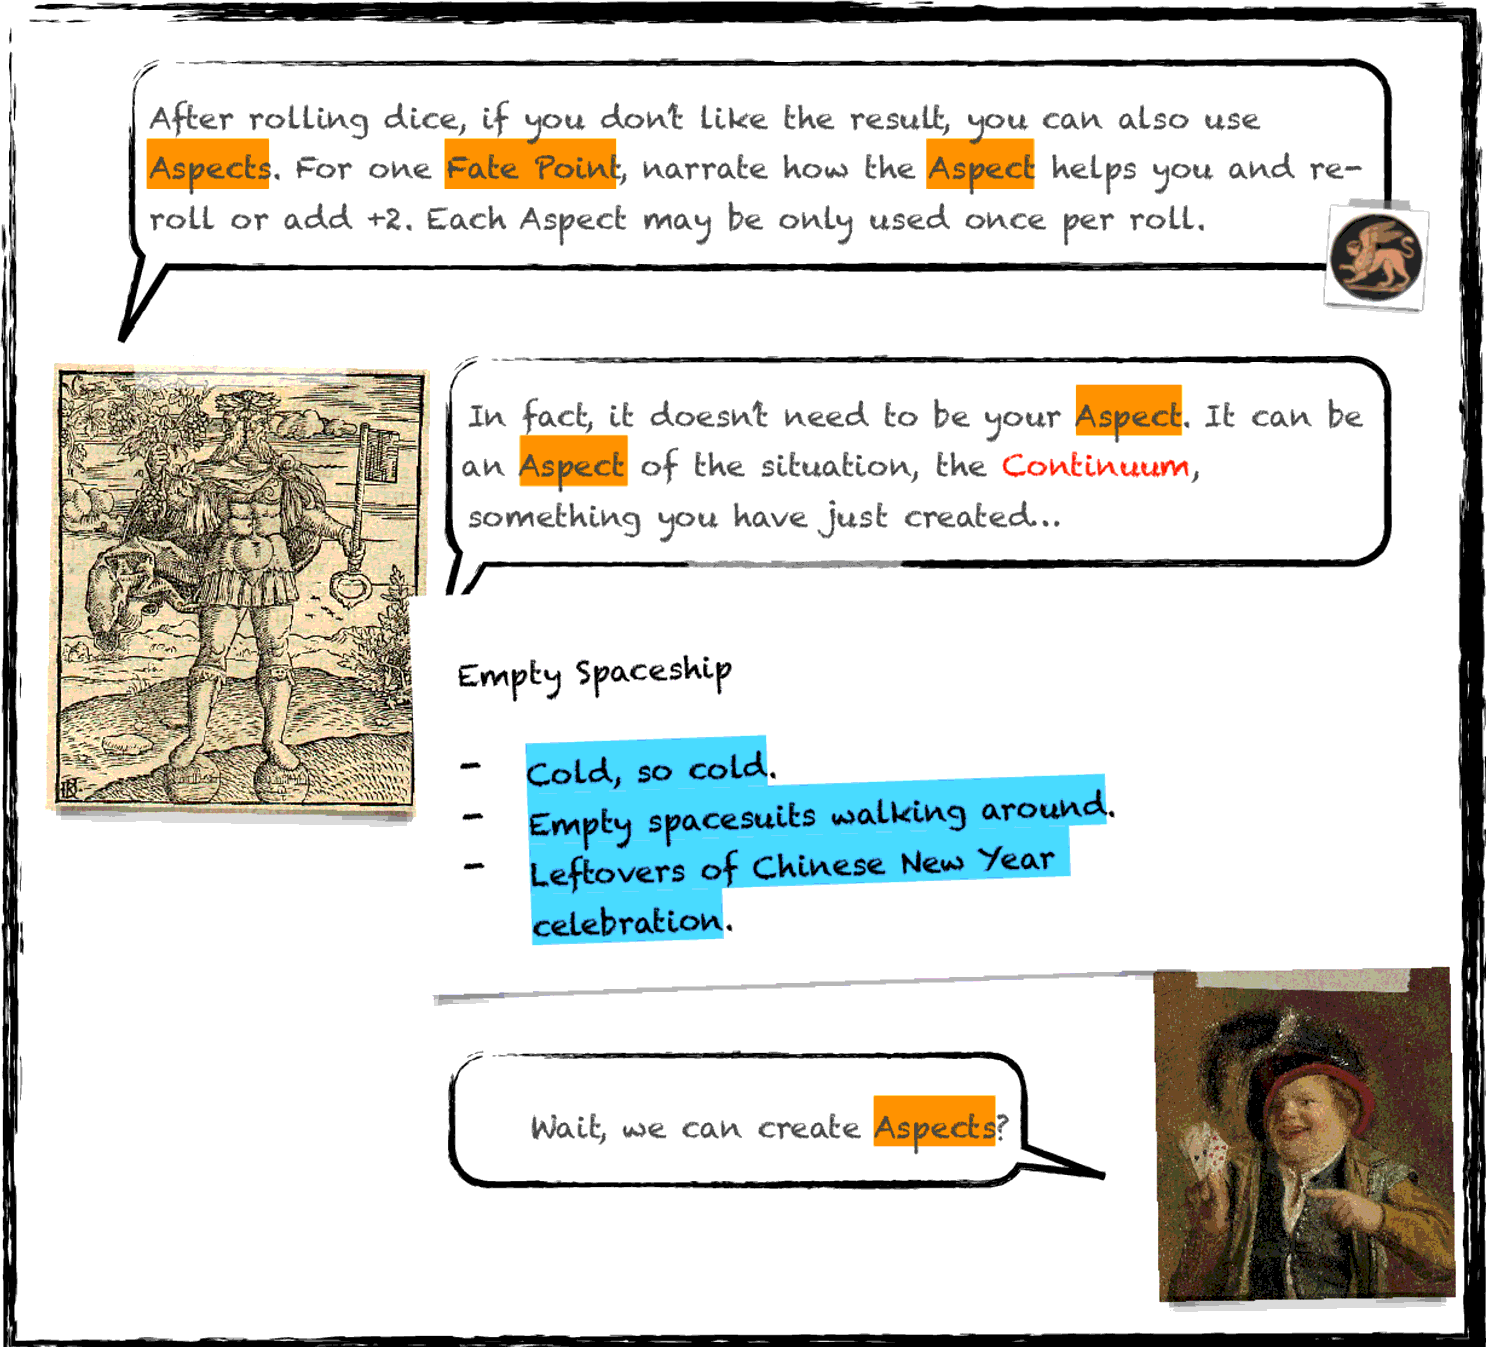 After rolling dice, if you don't like the result, you can also use
Aspects. For one Fate Point, narrate how the Aspect helps you and re-
roll or add +2. Each Aspect may be only used once per roll.
In fact, it doesn't need to be your Aspect. It can be
an Aspect of the situation, the Continuum,
something you have just created...
Empty Spaceship
- Cold, so cold.
- Empty spacesuits walking around.
- Leftovers of Chinese New Year
celebration.
Wait, we can create Aspects?